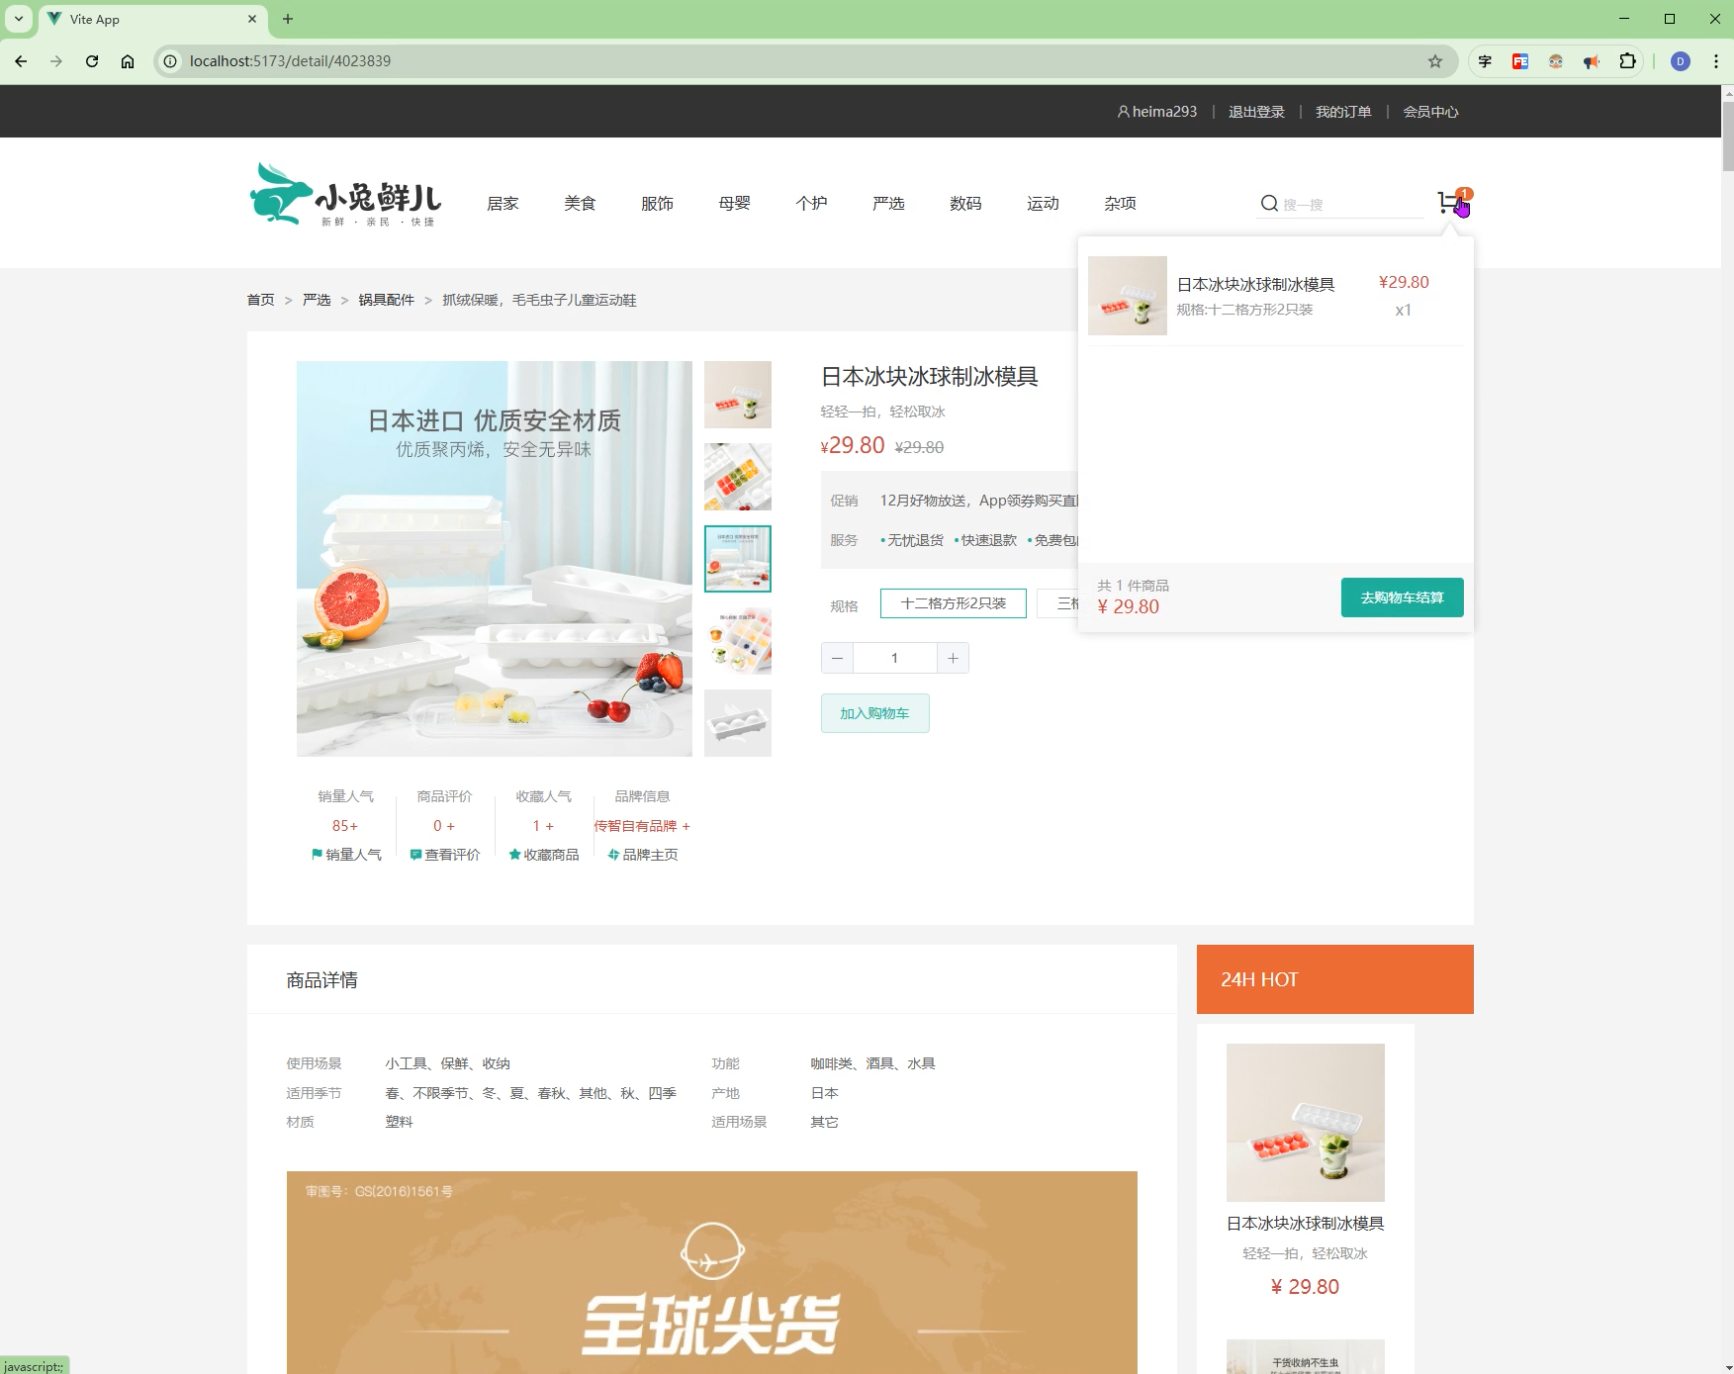 Vite App
localhost:5173/detail/4023839
字
FE
D
heima293 | 退出登录 | 我的订单 | 会员中心
小兔鲜儿
新鲜 · 亲民 · 快捷
居家 美食 服饰 母婴 个护 严选 数码 运动 杂项
搜一搜
1
首页 > 严选 > 锅具配件 > 抓绒保暖，毛毛虫子儿童运动鞋
日本冰块冰球制冰模具
规格:十二格方形2只装
¥29.80
x1
共 1 件商品
¥ 29.80
去购物车结算
日本进口 优质安全材质
优质聚丙烯，安全无异味
日本冰块冰球制冰模具
轻轻一拍，轻松取冰
¥29.80 ¥29.80
促销 12月好物放送，App领券购买直
服务 •无忧退货 •快速退款 •免费包
规格 十二格方形2只装 三
1
加入购物车
销量人气 商品评价 收藏人气 品牌信息
85+ 0 + 1 + 传智自有品牌 +
销量人气 查看评价 收藏商品 品牌主页
商品详情
使用场景 小工具、保鲜、收纳 功能 咖啡类、酒具、水具
适用季节 春、不限季节、冬、夏、春秋、其他、秋、四季 产地 日本
材质 塑料 适用场景 其它
审图号：GS(2016)1561号
全球尖货
24H HOT
日本冰块冰球制冰模具
轻轻一拍，轻松取冰
¥ 29.80
干货收纳不生虫
javascript:;